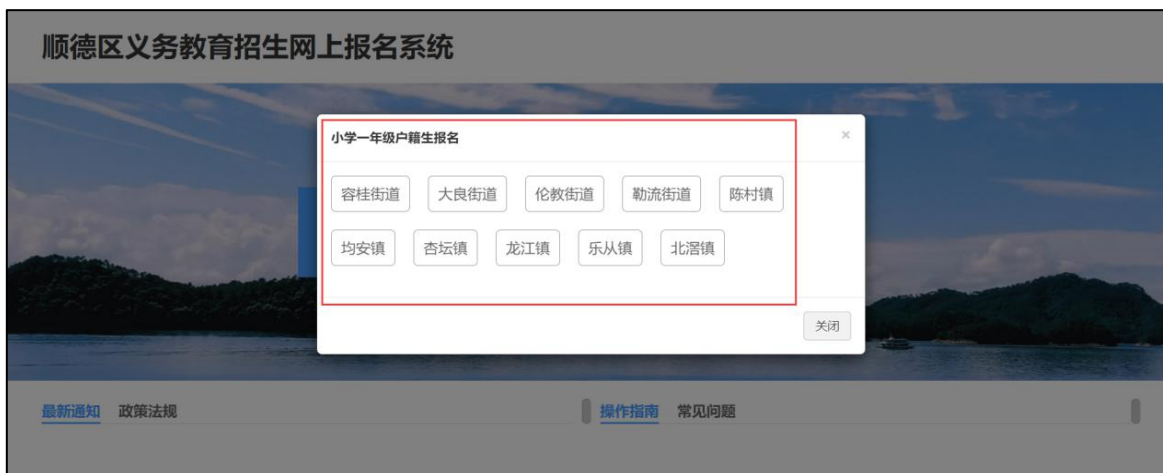 顺德区义务教育招生网上报名系统
小学一年级户籍生报名 ×
容桂街道 大良街道 伦教街道 勒流街道 陈村镇
均安镇 杏坛镇 龙江镇 乐从镇 北滘镇
关闭
最新通知 政策法规 操作指南 常见问题